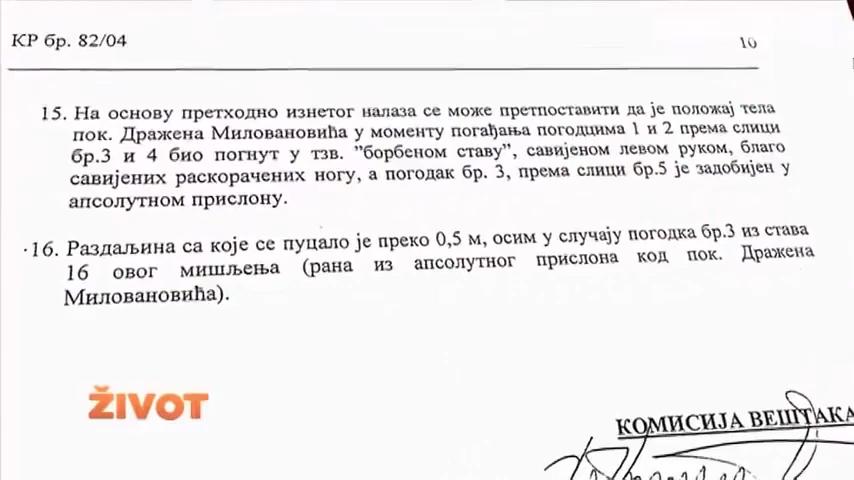 КР бр. 82/04
10
15. На основу претходно изнетог налаза се може претпоставити да је положај тела
пок. Дражена Миловановића у моменту погађања погодцима 1 и 2 према слици
бр.3 и 4 био погнут у тзв. ”борбеном ставу”, савијеном левом руком, благо
савијених раскорачених ногу, а погодак бр. 3, према слици бр.5 је задобијен у
апсолутном прислону.
16. Раздаљина са које се пуцало је преко 0,5 м, осим у случају погодка бр.3 из става
16 овог мишљења (рана из апсолутног прислона код пок. Дражена
Миловановића).
ŽIVOT
КОМИСИЈА ВЕШТАКА